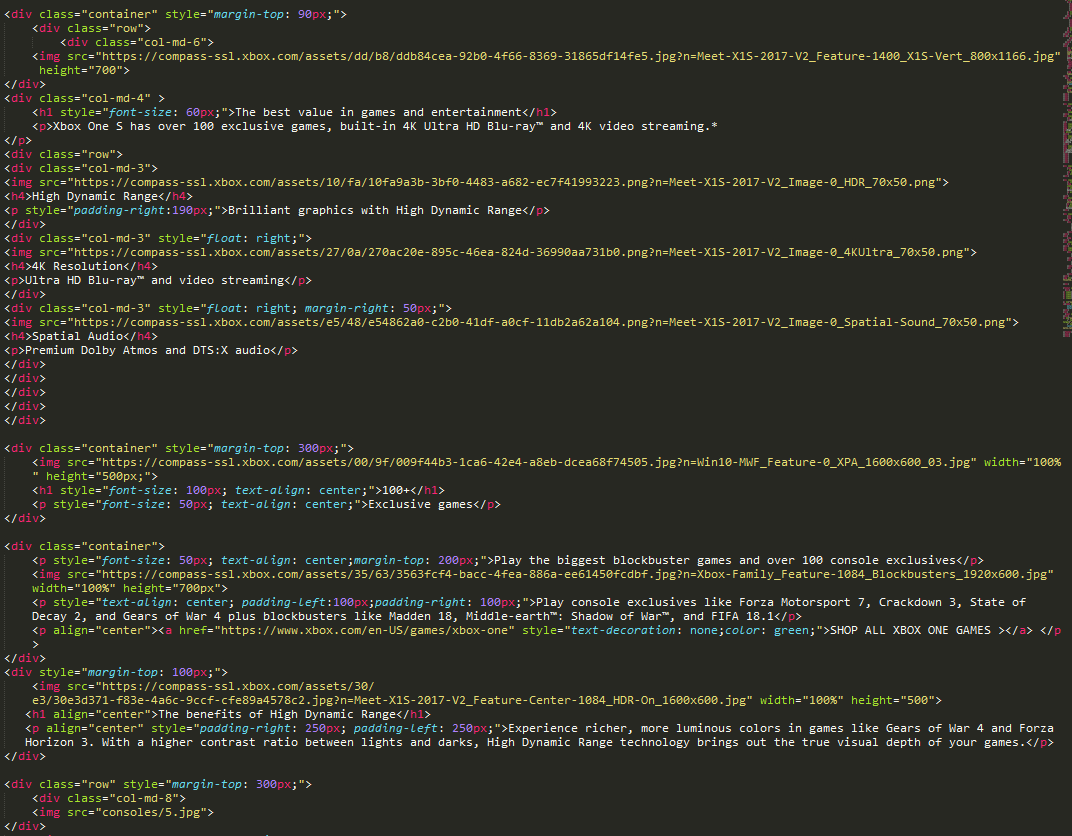 <div class="container" style="margin-top: 90px;">
<div class="row">
<div class="col-md-6">
<img src="https://compass-ssl.xbox.com/assets/dd/b8/ddb84cea-92b0-4f66-8369-31865df14fe5.jpg?n=Meet-X1S-2017-V2_Feature-1400_X1S-Vert_800x1166.jpg"
height="700">
</div>
<div class="col-md-4" >
<h1 style="font-size: 60px;">The best value in games and entertainment</h1>
<p>Xbox One S has over 100 exclusive games, built-in 4K Ultra HD Blu-ray™ and 4K video streaming.*
</p>
<div class="row">
<div class="col-md-3">
<img src="https://compass-ssl.xbox.com/assets/10/fa/10fa9a3b-3bf0-4483-a682-ec7f41993223.png?n=Meet-X1S-2017-V2_Image-0_HDR_70x50.png">
<h4>High Dynamic Range</h4>
<p style="padding-right:190px;">Brilliant graphics with High Dynamic Range</p>
</div>
<div class="col-md-3" style="float: right;">
<img src="https://compass-ssl.xbox.com/assets/27/0a/270ac20e-895c-46ea-824d-36990aa731b0.png?n=Meet-X1S-2017-V2_Image-0_4KUltra_70x50.png">
<h4>4K Resolution</h4>
<p>Ultra HD Blu-ray™ and video streaming</p>
</div>
<div class="col-md-3" style="float: right; margin-right: 50px;">
<img src="https://compass-ssl.xbox.com/assets/e5/48/e54862a0-c2b0-41df-a0cf-11db2a62a104.png?n=Meet-X1S-2017-V2_Image-0_Spatial-Sound_70x50.png">
<h4>Spatial Audio</h4>
<p>Premium Dolby Atmos and DTS:X audio</p>
</div>
</div>
</div>
</div>
</div>
<div class="container" style="margin-top: 300px;">
<img src="https://compass-ssl.xbox.com/assets/00/9f/009f44b3-1ca6-42e4-a8eb-dcea68f74505.jpg?n=Win10-MWF_Feature-0_XPA_1600x600_03.jpg" width="100%
" height="500px;">
<h1 style="font-size: 100px; text-align: center;">100+</h1>
<p style="font-size: 50px; text-align: center;">Exclusive games</p>
</div>
<div class="container">
<p style="font-size: 50px; text-align: center;margin-top: 200px;">Play the biggest blockbuster games and over 100 console exclusives</p>
<img src="https://compass-ssl.xbox.com/assets/35/63/3563fcf4-bacc-4fea-886a-ee61450fcdbf.jpg?n=Xbox-Family_Feature-1084_Blockbusters_1920x600.jpg"
width="100%" height="700px">
<p style="text-align: center; padding-left:100px;padding-right: 100px;">Play console exclusives like Forza Motorsport 7, Crackdown 3, State of
Decay 2, and Gears of War 4 plus blockbusters like Madden 18, Middle-earth™: Shadow of War™, and FIFA 18.1</p>
<p align="center"><a href="https://www.xbox.com/en-US/games/xbox-one" style="text-decoration: none;color: green;">SHOP ALL XBOX ONE GAMES ></a> </p
>
</div>
<div style="margin-top: 100px;">
<img src="https://compass-ssl.xbox.com/assets/30/
e3/30e3d371-f83e-4a6c-9ccf-cfe89a4578c2.jpg?n=Meet-X1S-2017-V2_Feature-Center-1084_HDR-On_1600x600.jpg" width="100%" height="500">
<h1 align="center">The benefits of High Dynamic Range</h1>
<p align="center" style="padding-right: 250px; padding-left: 250px;">Experience richer, more luminous colors in games like Gears of War 4 and Forza
Horizon 3. With a higher contrast ratio between lights and darks, High Dynamic Range technology brings out the true visual depth of your games.</p>
</div>
<div class="row" style="margin-top: 300px;">
<div class="col-md-8">
<img src="consoles/5.jpg">
</div>